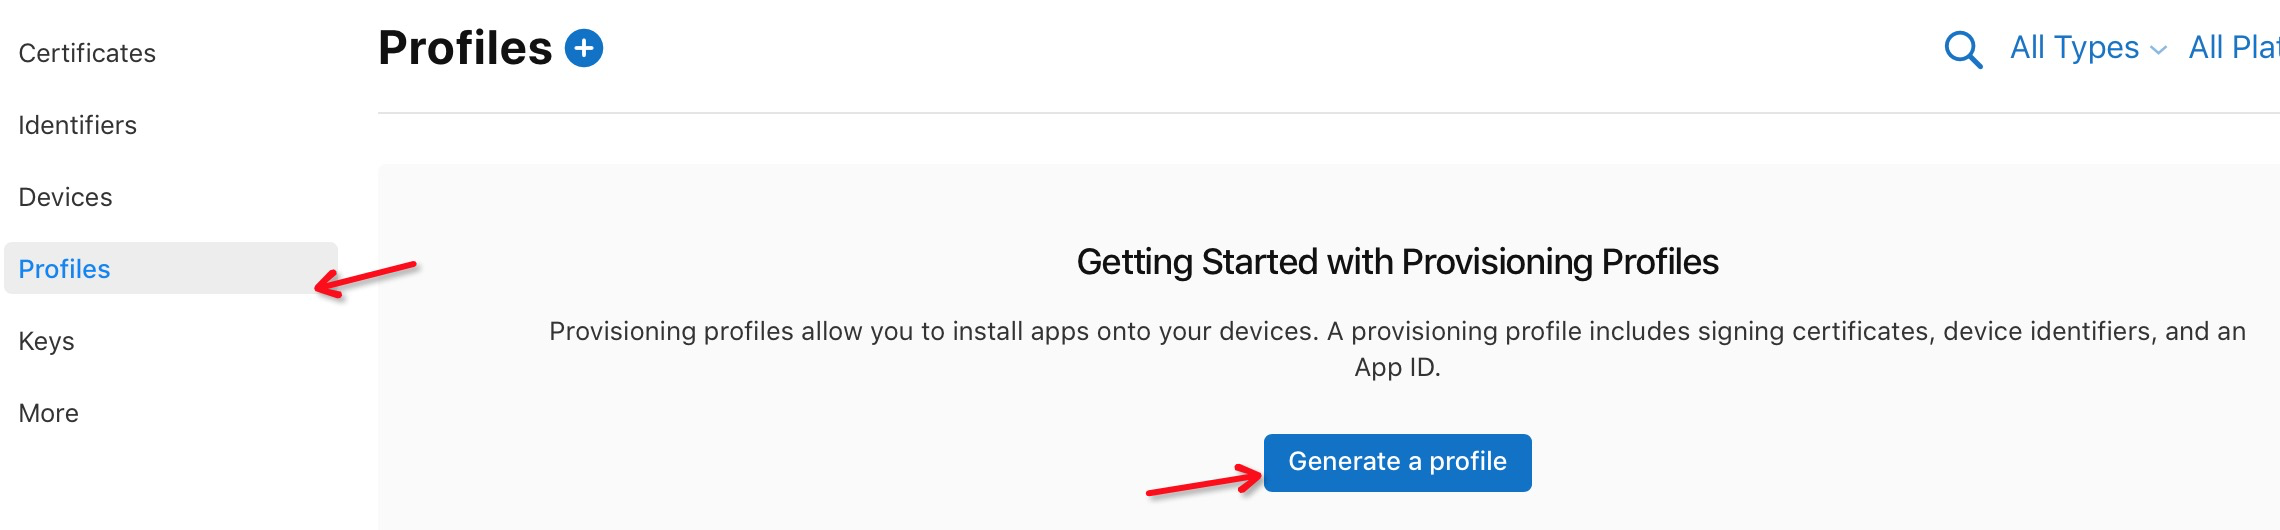 Certificates
Identifiers
Devices
Profiles
Keys
More
Profiles
All Types
All Plat
Getting Started with Provisioning Profiles
Provisioning profiles allow you to install apps onto your devices. A provisioning profile includes signing certificates, device identifiers, and an
App ID.
Generate a profile